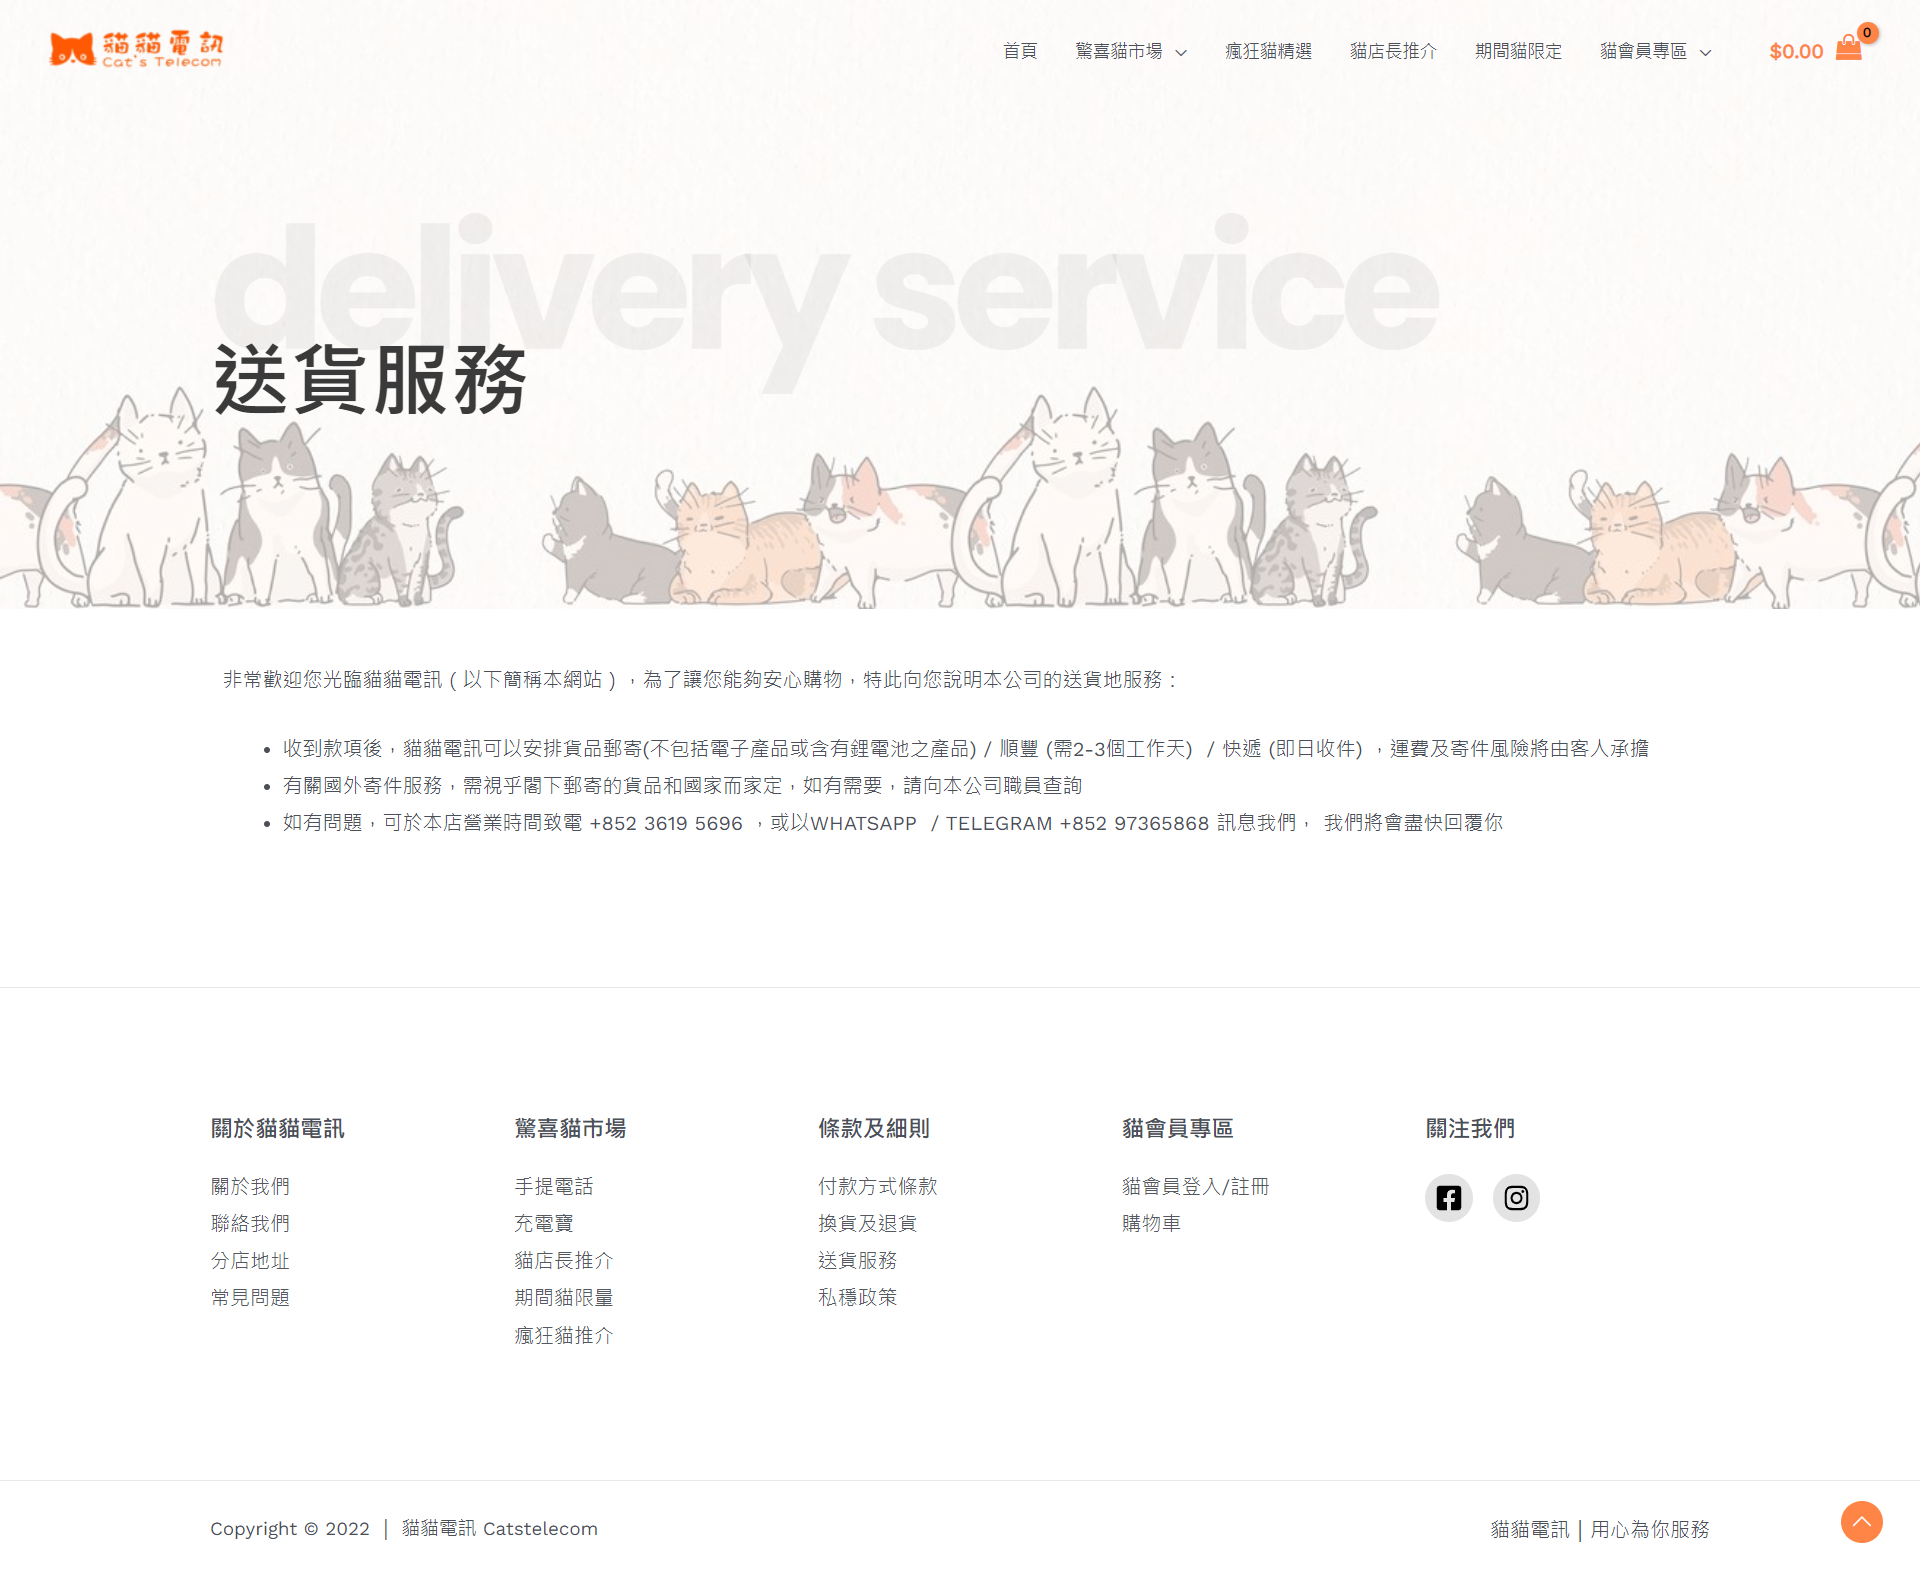 貓貓電訊
Cat's Telecom
首頁
驚喜貓市場
瘋狂貓精選
貓店長推介
期間貓限定
貓會員專區
$0.00
0
delivery service
送貨服務
非常歡迎您光臨貓貓電訊 ( 以下簡稱本網站 ) ，為了讓您能夠安心購物，特此向您說明本公司的送貨地服務：
收到款項後，貓貓電訊可以安排貨品郵寄(不包括電子產品或含有鋰電池之產品) / 順豐 (需2-3個工作天) / 快遞 (即日收件) ，運費及寄件風險將由客人承擔
有關國外寄件服務，需視乎閣下郵寄的貨品和國家而家定，如有需要，請向本公司職員查詢
如有問題，可於本店營業時間致電 +852 3619 5696 ，或以WHATSAPP / TELEGRAM +852 97365868 訊息我們， 我們將會盡快回覆你
關於貓貓電訊
關於我們
聯絡我們
分店地址
常見問題
驚喜貓市場
手提電話
充電寶
貓店長推介
期間貓限量
瘋狂貓推介
條款及細則
付款方式條款
換貨及退貨
送貨服務
私穩政策
貓會員專區
貓會員登入/註冊
購物車
關注我們
Copyright © 2022 ｜ 貓貓電訊 Catstelecom
貓貓電訊 | 用心為你服務